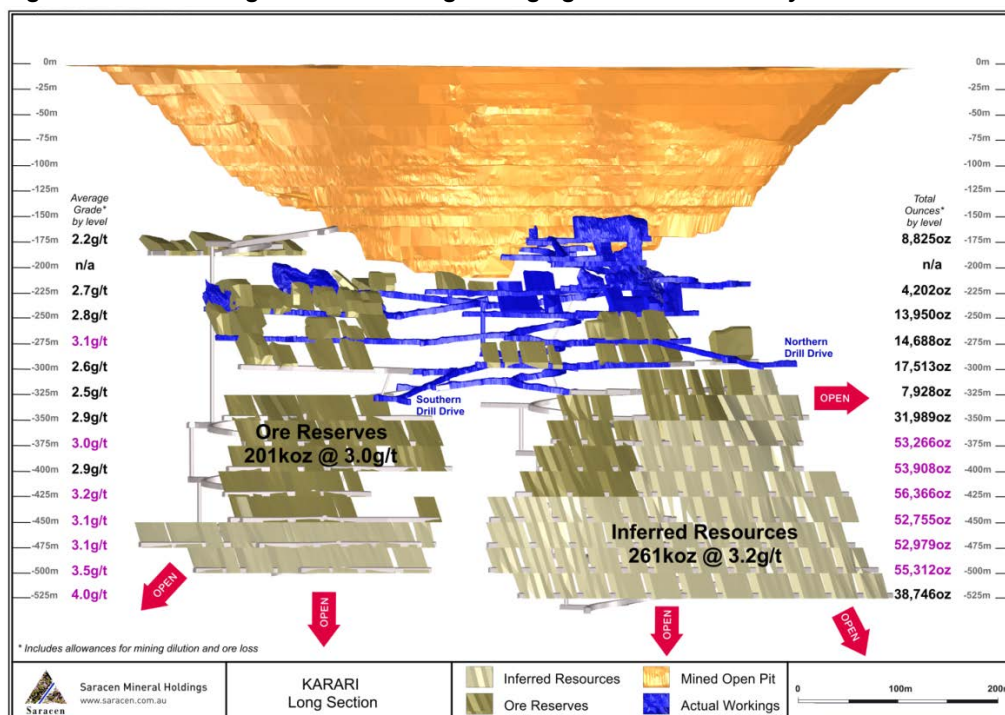 0m
-25m
-50m
-75m
-100m
-125m
-150m
-175m
-200m
-225m
-250m
-275m
-300m
-325m
-350m
-375m
-400m
-425m
-450m
-475m
-500m
-525m
Average
Grade*
by level
2.2g/t
n/a
2.7g/t
2.8g/t
3.1g/t
2.6g/t
2.5g/t
2.9g/t
3.0g/t
2.9g/t
3.2g/t
3.1g/t
3.1g/t
3.5g/t
4.0g/t
Southern
Drill Drive
Northern
Drill Drive
Ore Reserves
201koz @ 3.0g/t
Inferred Resources
261koz @ 3.2g/t
OPEN
OPEN
OPEN
OPEN
OPEN
Total
Ounces*
by level
8,825oz
n/a
4,202oz
13,950oz
14,688oz
17,513oz
7,928oz
31,989oz
53,266oz
53,908oz
56,366oz
52,755oz
52,979oz
55,312oz
38,746oz
0m
-25m
-50m
-75m
-100m
-125m
-150m
-175m
-200m
-225m
-250m
-275m
-300m
-325m
-350m
-375m
-400m
-425m
-450m
-475m
-500m
-525m
* Includes allowances for mining dilution and ore loss
Saracen
Saracen Mineral Holdings
www.saracen.com.au
KARARI
Long Section
Inferred Resources
Ore Reserves
Mined Open Pit
Actual Workings
0 100m 200m